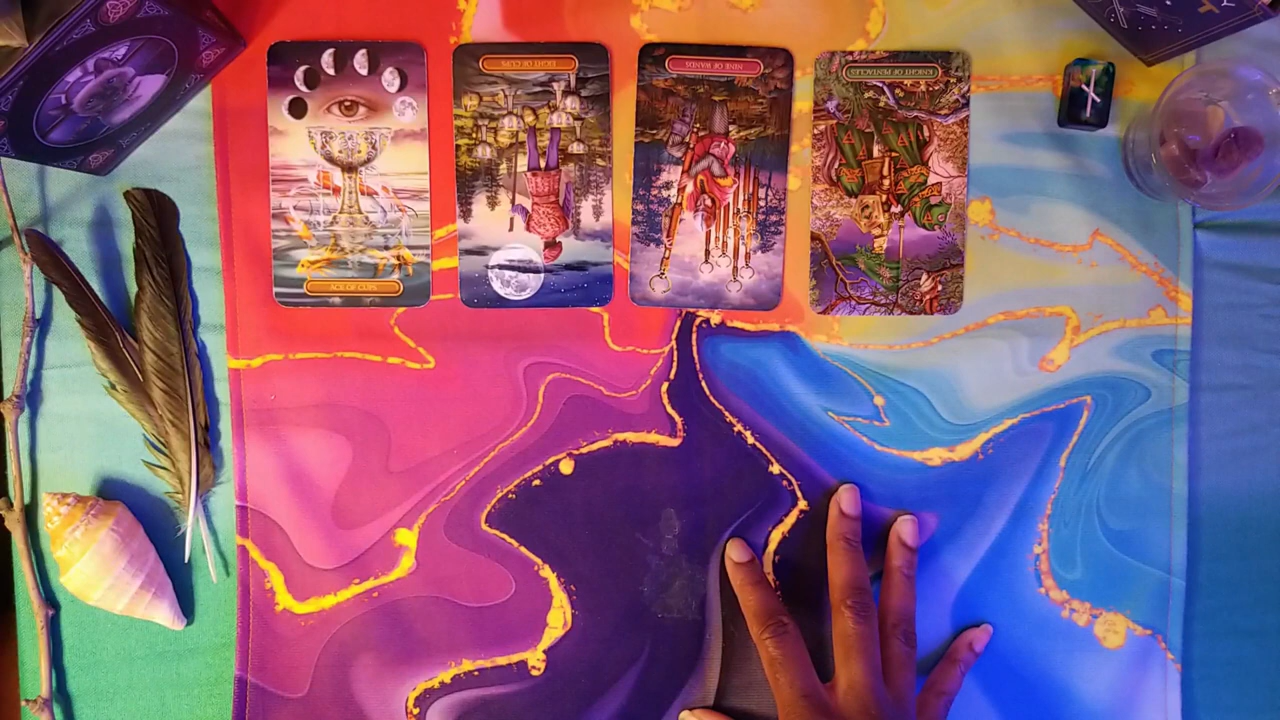 ACE OF CUPS
EIGHT OF CUPS
NINE OF WANDS
KNIGHT OF PENTACLES